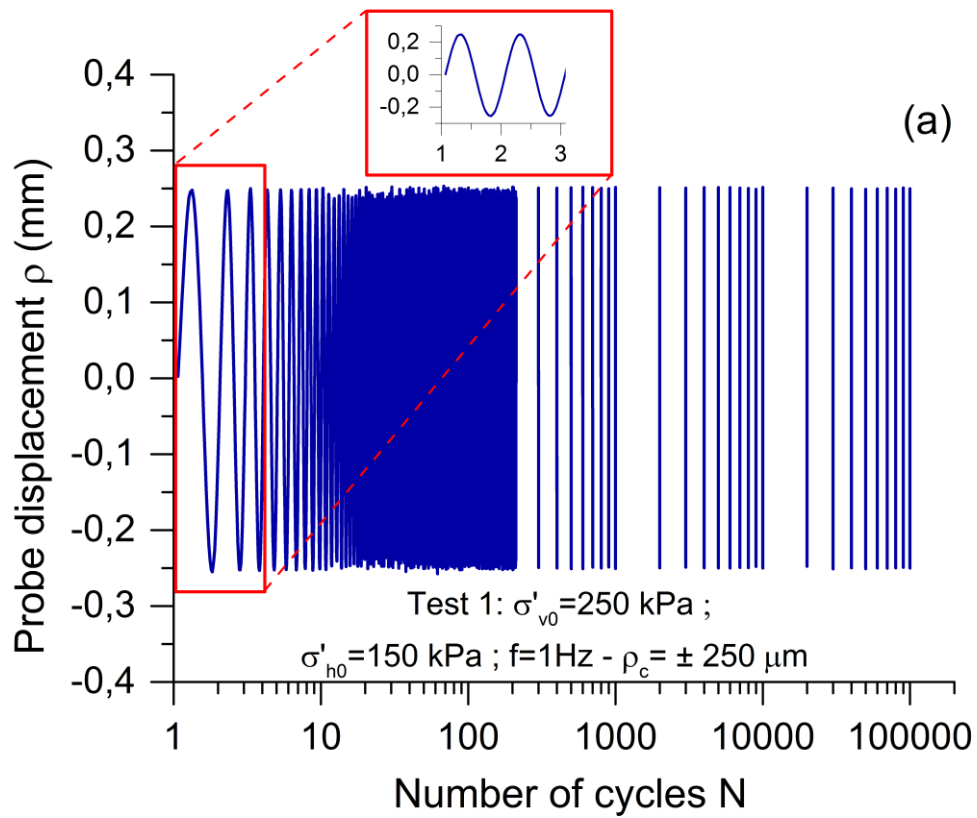 0,2
0,0
-0,2
1 2 3
(a)
0,4
0,3
0,2
0,1
0,0
-0,1
-0,2
-0,3
-0,4
Probe displacement ρ (mm)
Test 1: σ'v0=250 kPa ;
σ'h0=150 kPa ; f=1Hz - ρc= ± 250 μm
1 10 100 1000 10000 100000
Number of cycles N